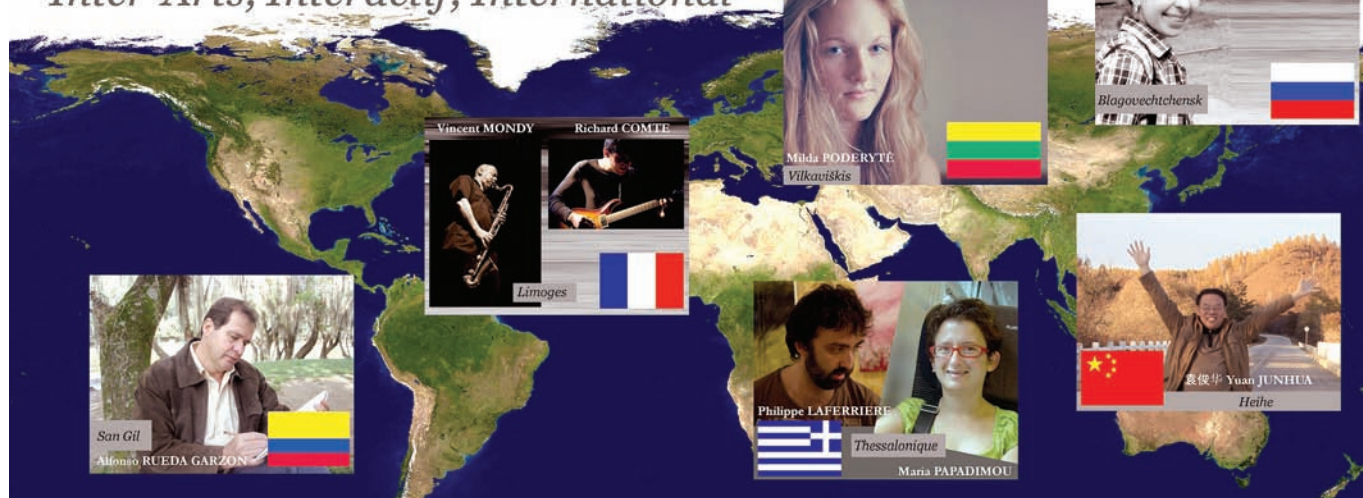 Inter-Arts, Interactif, International
Blagovechtchensk
Vincent MONDY
Richard COMTE
Milda PODERYTĖ
Vilkaviškis
Limoges
袁俊华 Yuan JUNHUA
Heihe
Philippe LAFERRIERE
San Gil
Thessalonique
Alfonso RUEDA GARZON
Maria PAPADIMOU